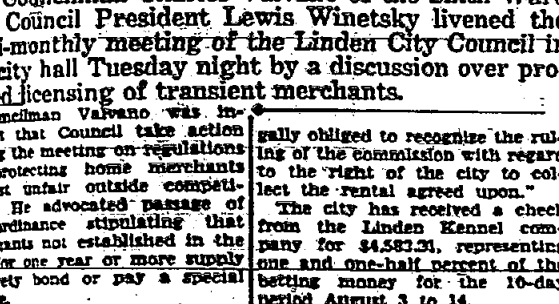 Council President Lewis Winetsky livened the
-monthly meeting of the Linden City Council in
city hall Tuesday night by a discussion over pro-
d licensing of transient merchants.
ncilman Valvano was in-
t that Council take action
g the meeting on regulations
rotecting home merchants
st unfair outside competi-
He advocated passage of
rdinance stipulating that
ants not established in the
for one year or more supply
ety bond or pay a special
gally obliged to recognize the rul-
ing of the commission with regard
to the right of the city to col-
lect the rental agreed upon."
The city has received a check
from the Linden Kennel com-
pany for $4,582.31, representing
one and one-half percent of the
betting money for the 10-day
period August 3 to 14.